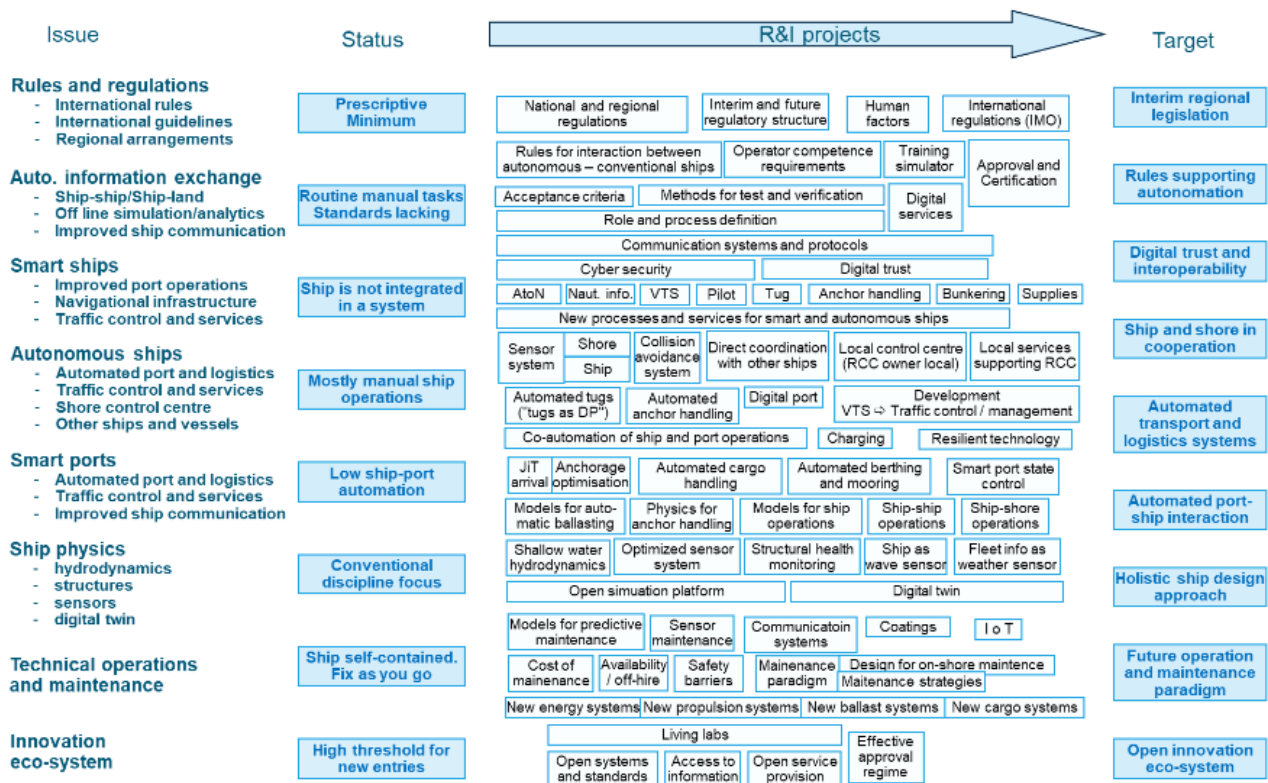 Issue
Status
R&I projects
Target
Rules and regulations
- International rules
- International guidelines
- Regional arrangements
Prescriptive
Minimum
National and regional
regulations
Interim and future
regulatory structure
Human
factors
International
regulations (IMO)
Interim regional
legislation
Rules for interaction between
autonomous – conventional ships
Operator competence
requirements
Training
simulator
Approval and
Certification
Auto. information exchange
- Ship-ship/Ship-land
- Off line simulation/analytics
- Improved ship communication
Routine manual tasks
Standards lacking
Acceptance criteria
Methods for test and verification
Digital
services
Role and process definition
Communication systems and protocols
Rules supporting
autonomation
Smart ships
- Improved port operations
- Navigational infrastructure
- Traffic control and services
Ship is not integrated
in a system
Cyber security
Digital trust
AtoN
Naut. info.
VTS
Pilot
Tug
Anchor handling
Bunkering
Supplies
New processes and services for smart and autonomous ships
Digital trust and
interoperability
Autonomous ships
- Automated port and logistics
- Traffic control and services
- Shore control centre
- Other ships and vessels
Mostly manual ship
operations
Sensor
system
Shore
Ship
Collision
avoidance
system
Direct coordination
with other ships
Local control centre
(RCC owner local)
Local services
supporting RCC
Ship and shore in
cooperation
Automated tugs
("tugs as DP")
Automated
anchor handling
Digital port
Development
VTS ⇨ Traffic control / management
Co-automation of ship and port operations
Charging
Resilient technology
Automated
transport and
logistics systems
Smart ports
- Automated port and logistics
- Traffic control and services
- Improved ship communication
Low ship-port
automation
JiT
arrival
Anchorage
optimisation
Automated cargo
handling
Automated berthing
and mooring
Smart port state
control
Models for auto-
matic ballasting
Physics for
anchor handling
Models for ship
operations
Ship-ship
operations
Ship-shore
operations
Automated port-
ship interaction
Ship physics
- hydrodynamics
- structures
- sensors
- digital twin
Conventional
discipline focus
Shallow water
hydrodynamics
Optimized sensor
system
Structural health
monitoring
Ship as
wave sensor
Fleet info as
weather sensor
Open simuation platform
Digital twin
Holistic ship design
approach
Models for predictive
maintenance
Sensor
maintenance
Communicatoin
systems
Coatings
I o T
Technical operations
and maintenance
Ship self-contained.
Fix as you go
Cost of
mainenance
Availability
/ off-hire
Safety
barriers
Mainenance
paradigm
Design for on-shore maintence
Maitenance strategies
New energy systems
New propulsion systems
New ballast systems
New cargo systems
Future operation
and maintenance
paradigm
Innovation
eco-system
High threshold for
new entries
Living labs
Open systems
and standards
Access to
information
Open service
provision
Effective
approval
regime
Open innovation
eco-system